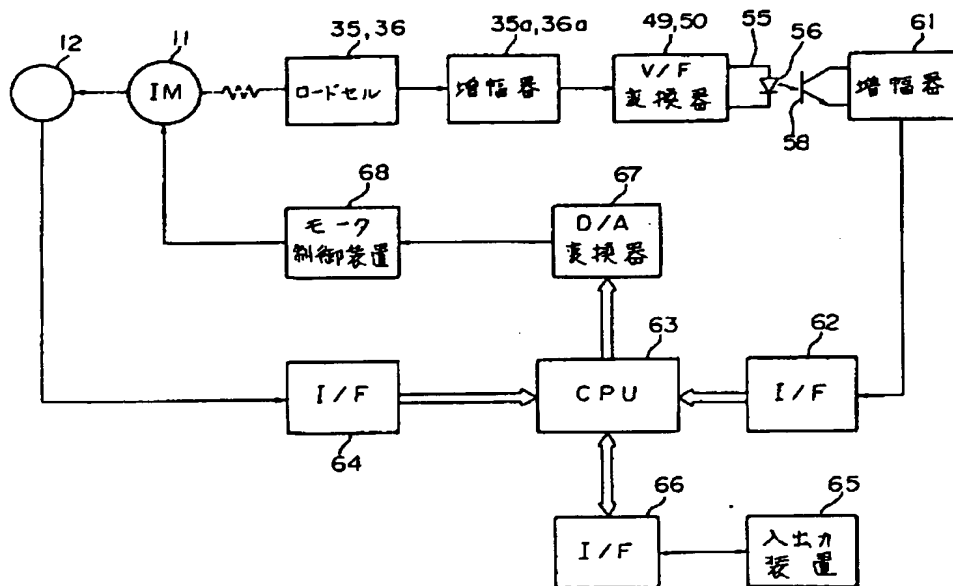 12
11
35,36
35a,36a
49,50
55
56
61
IM
ロードセル
増幅器
V/F
変換器
増幅器
58
68
67
モータ
制御装置
D/A
変換器
63
62
I/F
CPU
I/F
64
66
65
I/F
入出力
装置